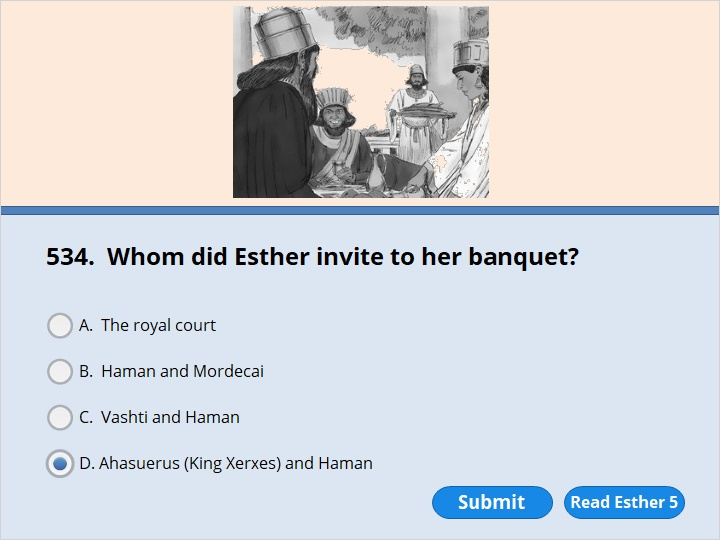 534. Whom did Esther invite to her banquet?
A. The royal court
B. Haman and Mordecai
C. Vashti and Haman
D. Ahasuerus (King Xerxes) and Haman
Submit
Read Esther 5